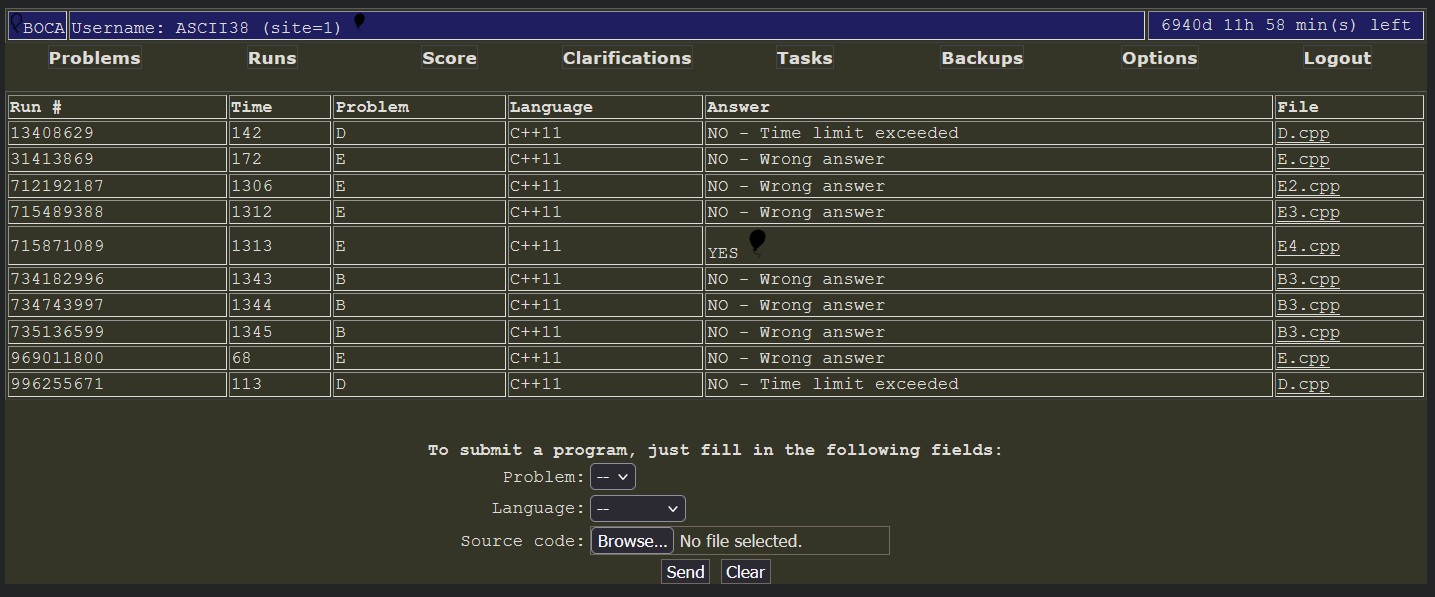 BOCA Username: ASCII38 (site=1) 6940d 11h 58 min(s) left
Problems Runs Score Clarifications Tasks Backups Options Logout
Run # Time Problem Language Answer File
13408629 142 D C++11 NO - Time limit exceeded D.cpp
31413869 172 E C++11 NO - Wrong answer E.cpp
712192187 1306 E C++11 NO - Wrong answer E2.cpp
715489388 1312 E C++11 NO - Wrong answer E3.cpp
715871089 1313 E C++11 YES E4.cpp
734182996 1343 B C++11 NO - Wrong answer B3.cpp
734743997 1344 B C++11 NO - Wrong answer B3.cpp
735136599 1345 B C++11 NO - Wrong answer B3.cpp
969011800 68 E C++11 NO - Wrong answer E.cpp
996255671 113 D C++11 NO - Time limit exceeded D.cpp
To submit a program, just fill in the following fields:
Problem: --
Language: --
Source code: Browse... No file selected.
Send Clear